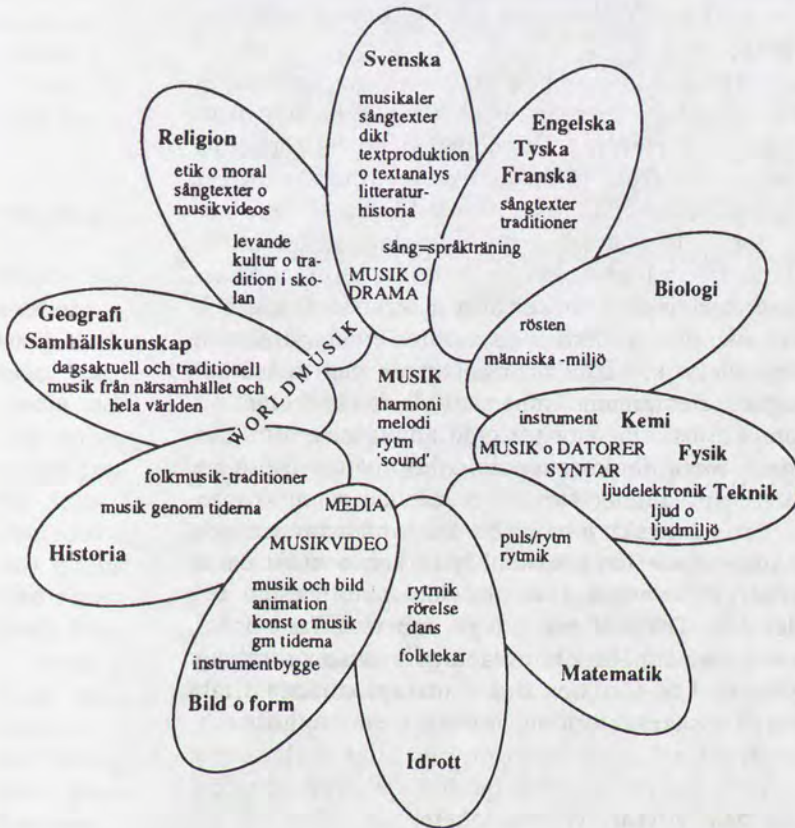 Svenska
musikaler
sångtexter
dikt
textproduktion
o textanalys
litteratur-
historia
Engelska
Tyska
Franska
sångtexter
traditioner
sång=språkträning
MUSIK O
DRAMA
Religion
etik o moral
sångtexter o
musikvideos
levande
kultur o tra-
dition i sko-
lan
Biologi
rösten
människa -miljö
Geografi
Samhällskunskap
dagsaktuell och traditionell
musik från närsamhället och
hela världen
WORLDMUSIK
MUSIK
harmoni
melodi
rytm
'sound'
instrument
Kemi
MUSIK o DATORER
Fysik
SYNTAR
ljudelektronik
Teknik
ljud o
ljudmiljö
folkmusik-traditioner
musik genom tiderna
Historia
MEDIA
MUSIKVIDEO
musik och bild
animation
konst o musik
gm tiderna
instrumentbygge
Bild o form
rytmik
rörelse
dans
folklekar
Idrott
puls/rytm
rytmik
Matematik